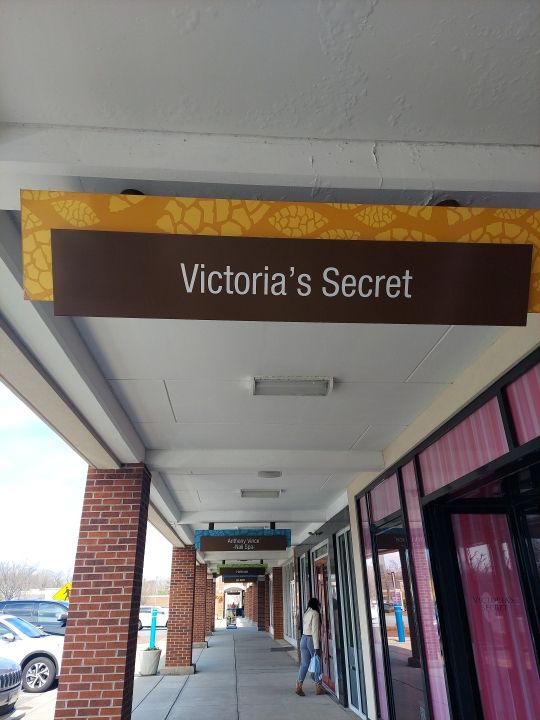 Victoria's Secret
Anthony Vince
-Nail Spa-
VICTORIA'S
SECRET